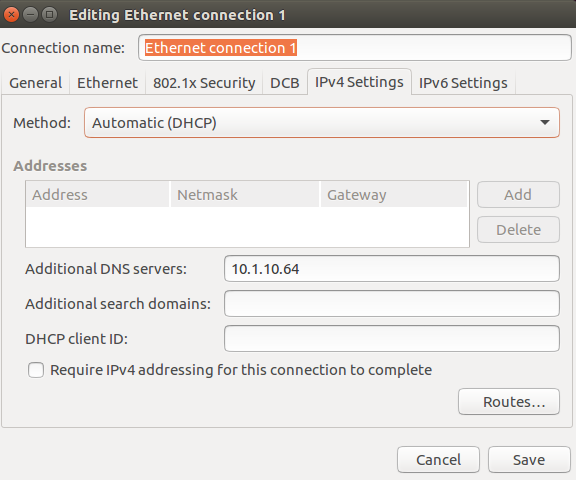 Editing Ethernet connection 1
Connection name: Ethernet connection 1
General Ethernet 802.1x Security DCB IPv4 Settings IPv6 Settings
Method: Automatic (DHCP)
Addresses
Address Netmask Gateway Add
Delete
Additional DNS servers: 10.1.10.64
Additional search domains:
DHCP client ID:
Require IPv4 addressing for this connection to complete
Routes...
Cancel Save